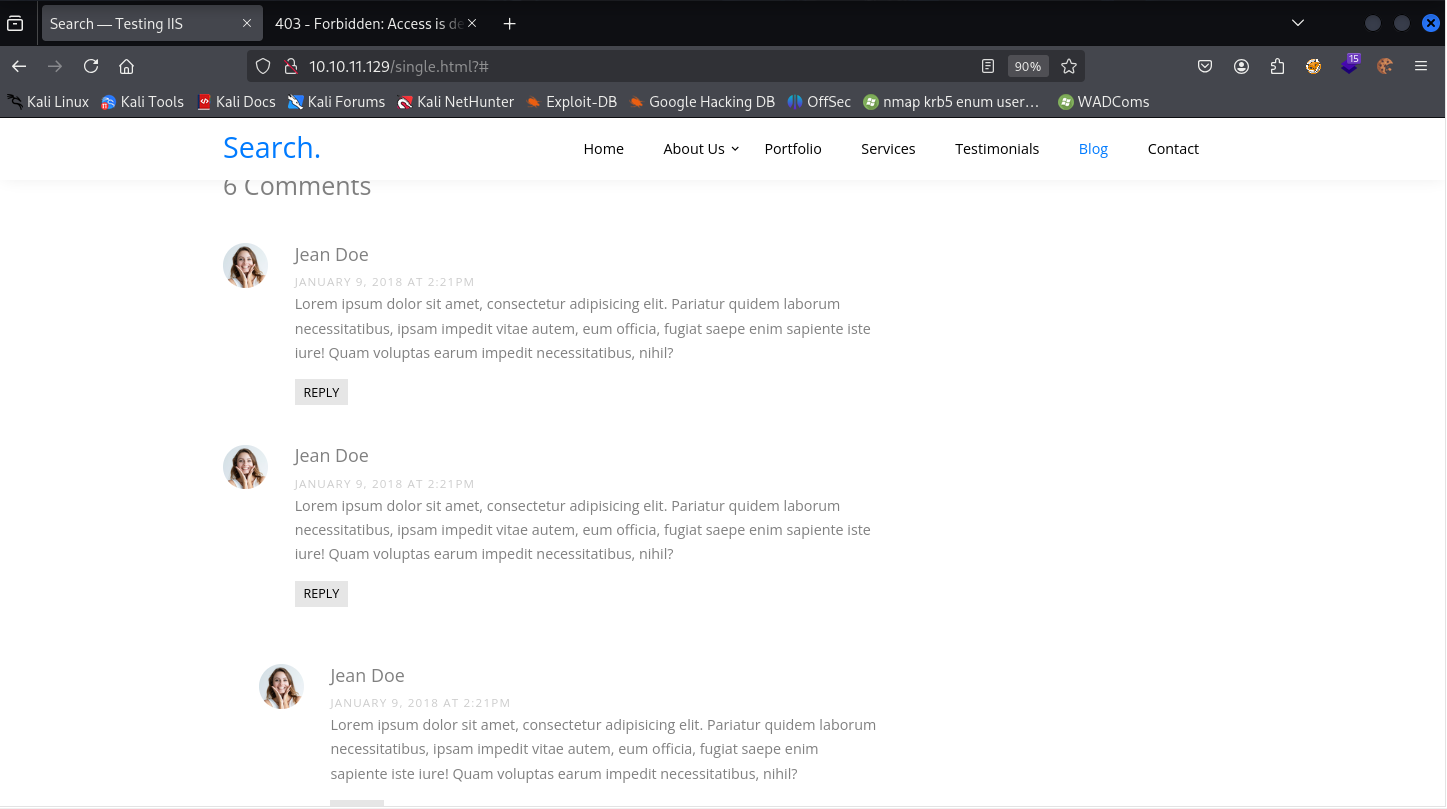 Search — Testing IIS
403 - Forbidden: Access is de
10.10.11.129/single.html?#
90%
15
Kali Linux Kali Tools Kali Docs Kali Forums Kali NetHunter Exploit-DB Google Hacking DB OffSec nmap krb5 enum user... WADComs
Search.
Home About Us Portfolio Services Testimonials Blog Contact
6 Comments
Jean Doe
JANUARY 9, 2018 AT 2:21PM
Lorem ipsum dolor sit amet, consectetur adipisicing elit. Pariatur quidem laborum
necessitatibus, ipsam impedit vitae autem, eum officia, fugiat saepe enim sapiente iste
iure! Quam voluptas earum impedit necessitatibus, nihil?
REPLY
Jean Doe
JANUARY 9, 2018 AT 2:21PM
Lorem ipsum dolor sit amet, consectetur adipisicing elit. Pariatur quidem laborum
necessitatibus, ipsam impedit vitae autem, eum officia, fugiat saepe enim sapiente iste
iure! Quam voluptas earum impedit necessitatibus, nihil?
REPLY
Jean Doe
JANUARY 9, 2018 AT 2:21PM
Lorem ipsum dolor sit amet, consectetur adipisicing elit. Pariatur quidem laborum
necessitatibus, ipsam impedit vitae autem, eum officia, fugiat saepe enim
sapiente iste iure! Quam voluptas earum impedit necessitatibus, nihil?